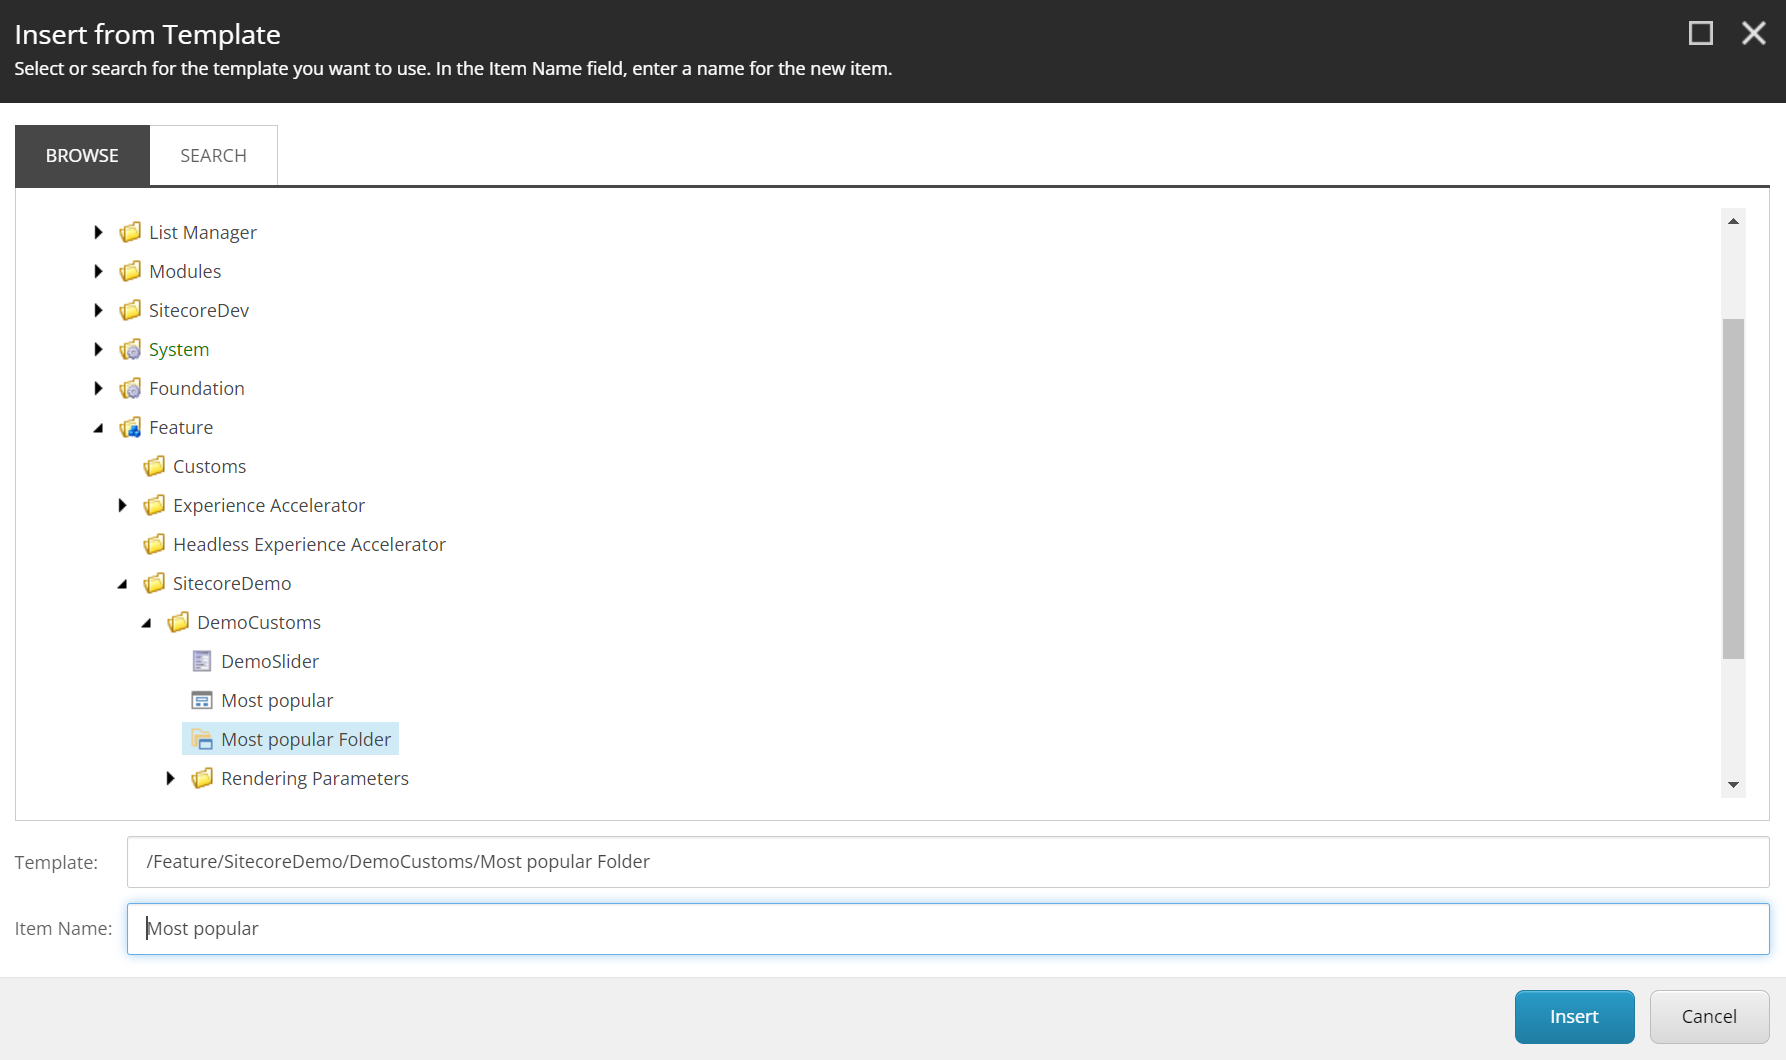 Insert from Template
Select or search for the template you want to use. In the Item Name field, enter a name for the new item.
BROWSE SEARCH
List Manager
Modules
SitecoreDev
System
Foundation
Feature
Customs
Experience Accelerator
Headless Experience Accelerator
SitecoreDemo
DemoCustoms
DemoSlider
Most popular
Most popular Folder
Rendering Parameters
Template: /Feature/SitecoreDemo/DemoCustoms/Most popular Folder
Item Name: Most popular
Insert Cancel